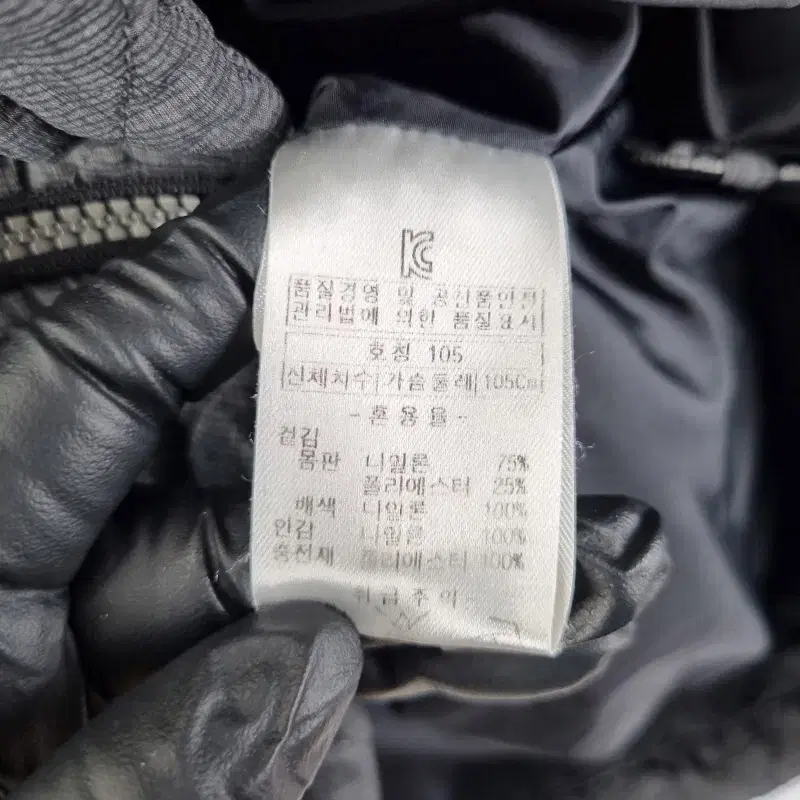 KC
품질경영 및 공산품안전
관리법에 의한 품질표시
호칭 105
신체치수 가슴둘레 105Cm
- 혼용율 -
겉감
몸판 나일론 75%
폴리에스터 25%
배색 나일론 100%
안감 나일론 100%
충전재 폴리에스터 100%
취급주의 -